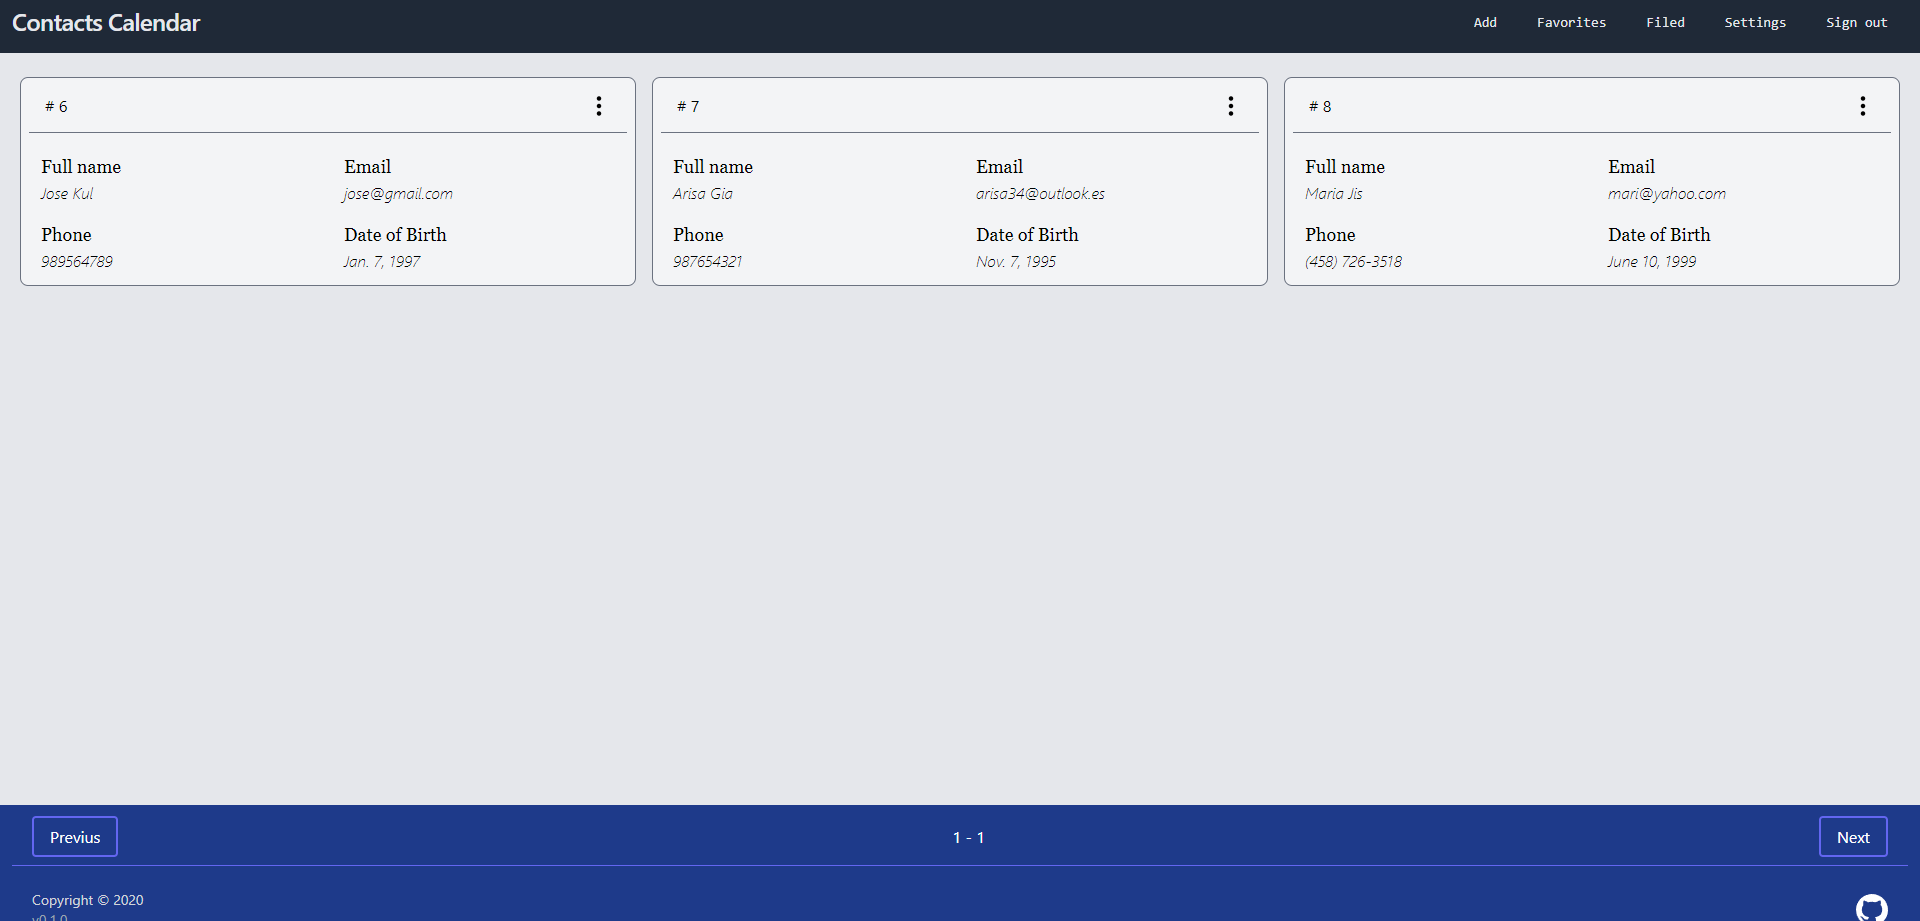 Contacts Calendar
Add Favorites Filed Settings Sign out
# 6
Full name Email
Jose Kul jose@gmail.com
Phone Date of Birth
989564789 Jan. 7, 1997
# 7
Full name Email
Arisa Gia arisa34@outlook.es
Phone Date of Birth
987654321 Nov. 7, 1995
# 8
Full name Email
Maria Jis mari@yahoo.com
Phone Date of Birth
(458) 726-3518 June 10, 1999
Previus 1 - 1 Next
Copyright © 2020
v0.1.0